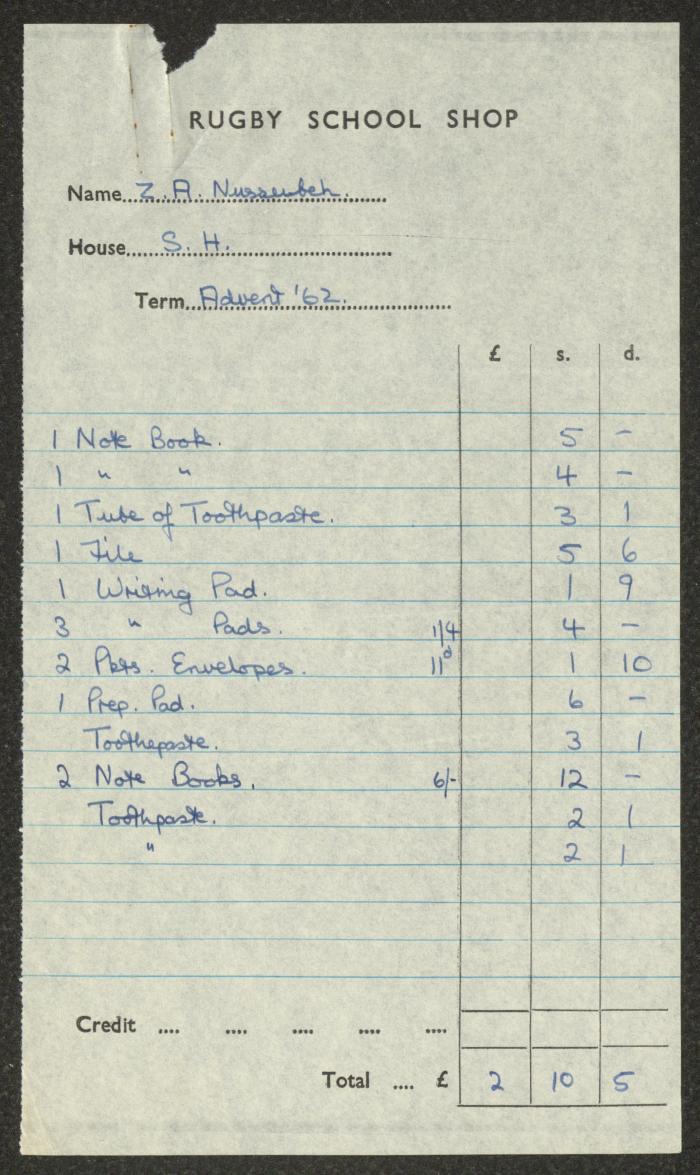 RUGBY SCHOOL SHOP
Name Z. A. Nussenbeh.
House S. H.
Term Advent '62.
£ s. d.
1 Note Book. 5 -
1 " " 4 -
1 Tube of Toothpaste. 3 1
1 File 5 6
1 Writing Pad. 1 9
3 " Pads. 1/4 4 -
2 Pkts. Envelopes. 11d 1 10
1 Prep. Pad. 6 -
Toothepaste. 3 1
2 Note Books. 6/- 12 -
Toothpaste. 2 1
" 2 1
Credit .... .... .... .... ....
Total .... £ 2 10 5